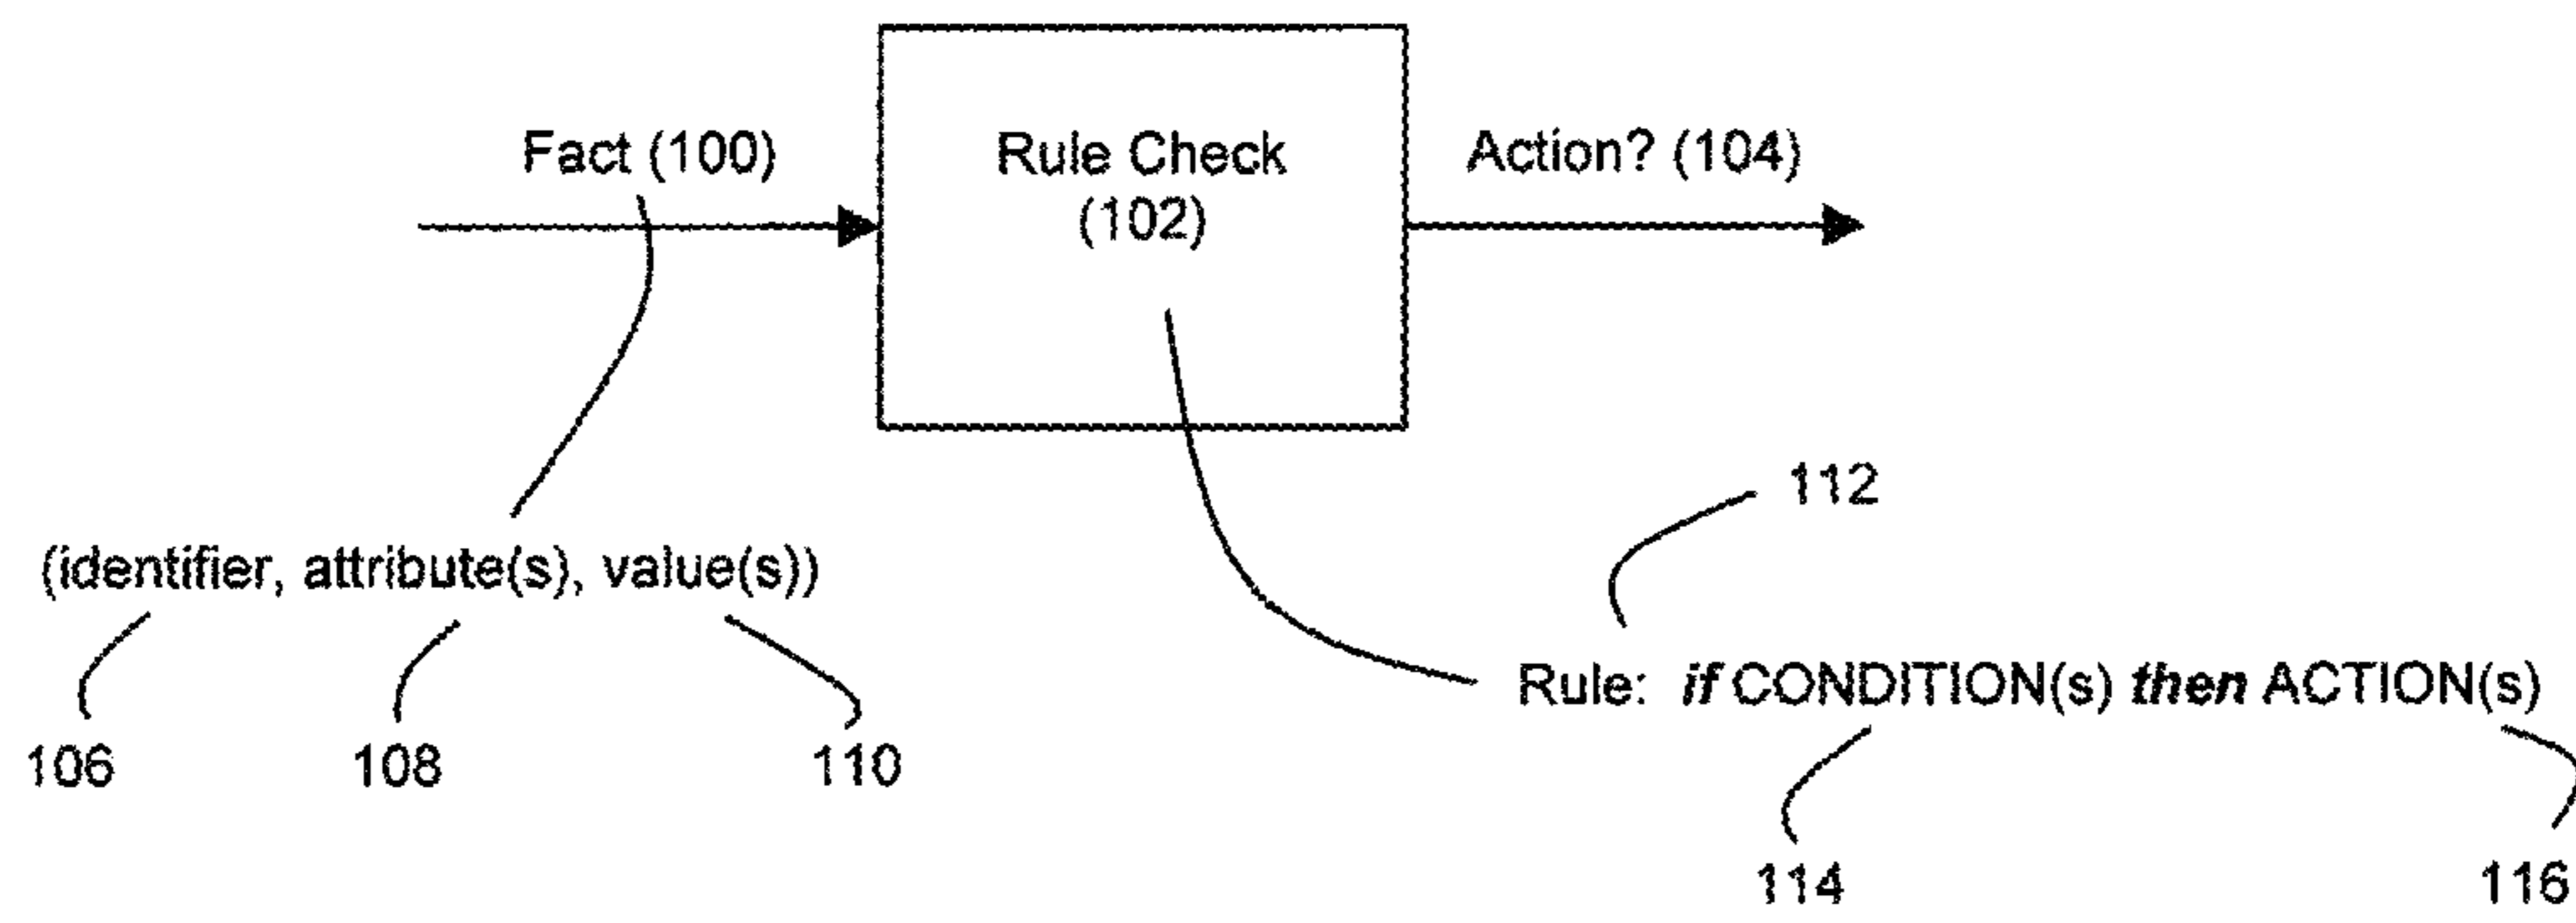 Fact (100)
Rule Check
(102)
Action? (104)
112
(identifier, attribute(s), value(s))
Rule: if CONDITION(s) then ACTION(s)
106
108
110
114
116